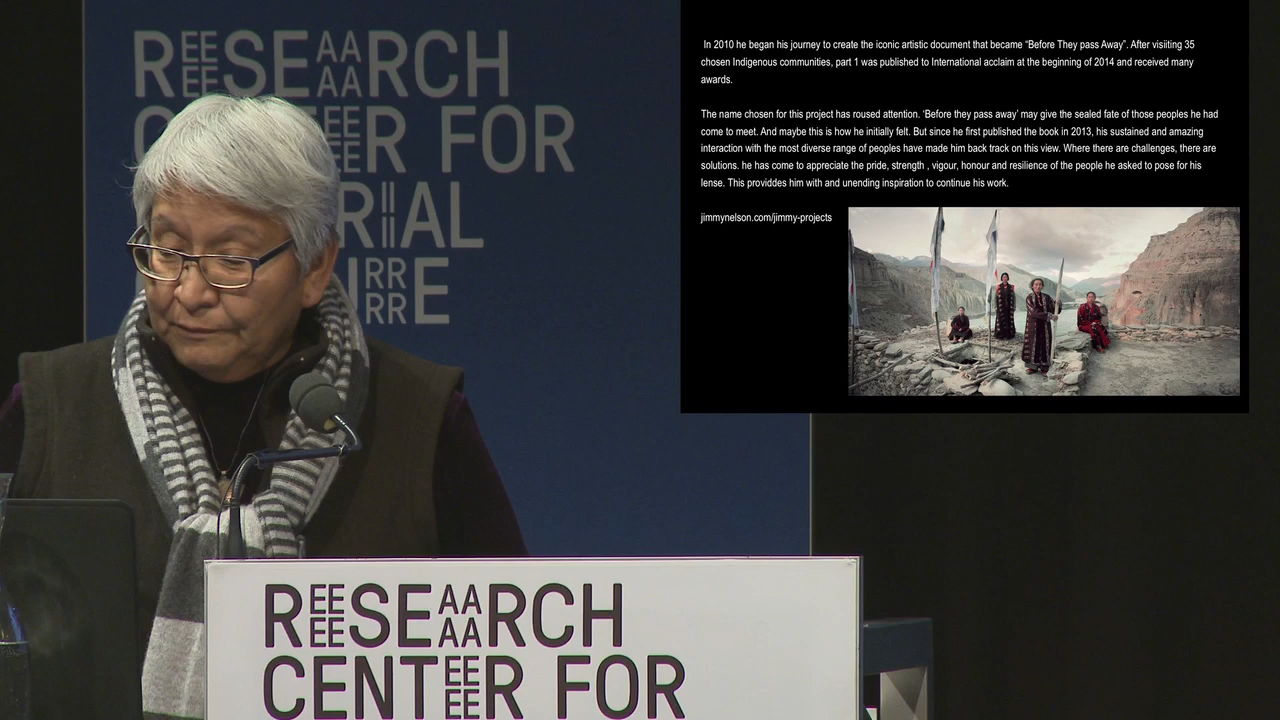 RESEARCH
C ER FOR
RIAL
RE
In 2010 he began his journey to create the iconic artistic document that became “Before They pass Away”. After visiiting 35
chosen Indigenous communities, part 1 was published to International acclaim at the beginning of 2014 and received many
awards.
The name chosen for this project has roused attention. ‘Before they pass away’ may give the sealed fate of those peoples he had
come to meet. And maybe this is how he initially felt. But since he first published the book in 2013, his sustained and amazing
interaction with the most diverse range of peoples have made him back track on this view. Where there are challenges, there are
solutions. he has come to appreciate the pride, strength , vigour, honour and resilience of the people he asked to pose for his
lense. This providdes him with and unending inspiration to continue his work.
jimmynelson.com/jimmy-projects
RESEARCH
CENTER FOR